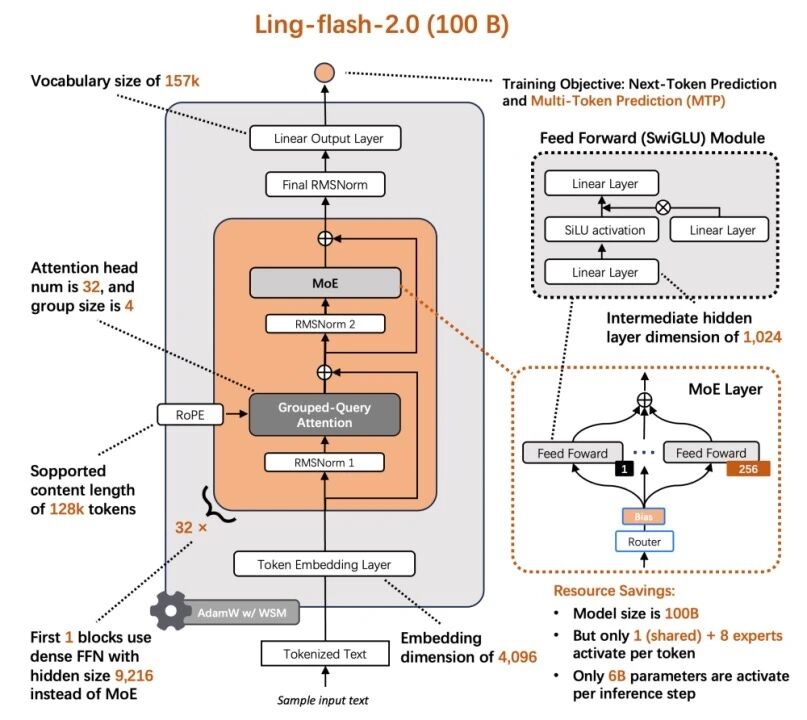 Ling-flash-2.0 (100 B)
Vocabulary size of 157k
Training Objective: Next-Token Prediction
and Multi-Token Prediction (MTP)
Linear Output Layer
Final RMSNorm
Feed Forward (SwiGLU) Module
Linear Layer
SiLU activation
Linear Layer
Linear Layer
Intermediate hidden
layer dimension of 1,024
Attention head
num is 32, and
group size is 4
MoE
RMSNorm 2
Grouped-Query
Attention
RoPE
RMSNorm 1
Sopported
content length
of 128k tokens
32 ×
MoE Layer
Feed Forward
1
Feed Forward
256
Bias
Router
Token Embedding Layer
AdamW w/ WSM
First 1 blocks use
dense FFN with
hidden size 9,216
instead of MoE
Tokenized Text
Sample input text
Embedding
dimension of 4,096
Resource Savings:
• Model size is 100B
• But only 1 (shared) + 8 experts
activate per token
• Only 6B parameters are activate
per inference step